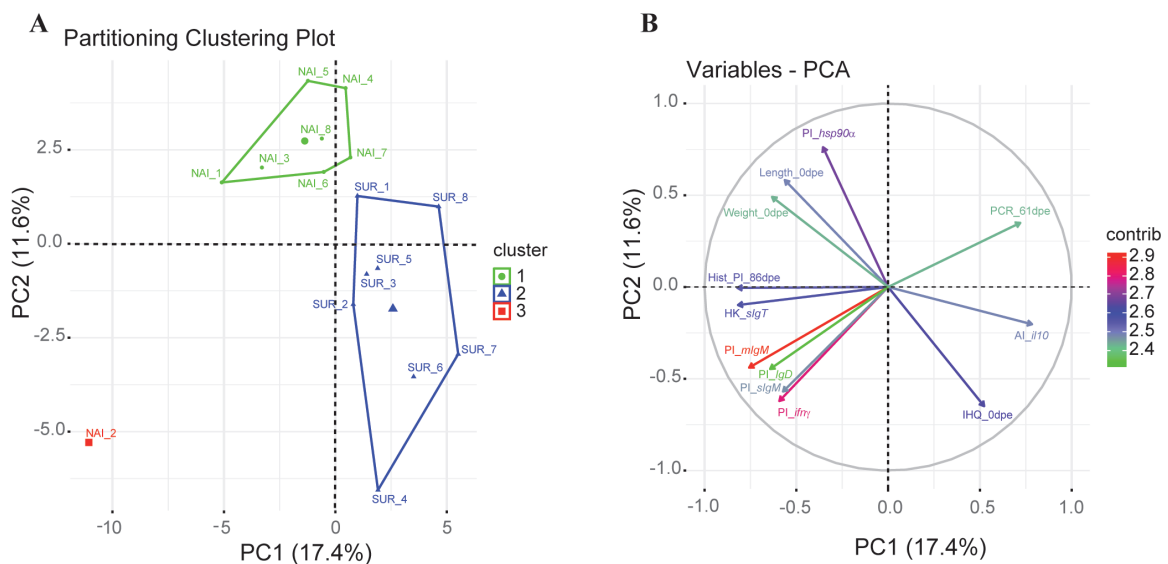 A
Partitioning Clustering Plot
NAI_5
NAI_4
NAI_8
NAI_3
NAI_7
NAI_1
NAI_6
SUR_1
SUR_8
SUR_5
SUR_3
SUR_2
SUR_7
SUR_6
NAI_2
SUR_4
2.5
0.0
-2.5
-5.0
PC2 (11.6%)
-10
-5
0
5
PC1 (17.4%)
cluster
1
2
3
B
Variables - PCA
PI_hsp90α
Length_0dpe
Weight_0dpe
PCR_61dpe
Hist_PI_86dpe
HK_sIgT
AI_il10
PI_mIgM
PI_IgD
PI_sIgM
PI_ifnγ
IHQ_0dpe
1.0
0.5
0.0
-0.5
-1.0
PC2 (11.6%)
-1.0
-0.5
0.0
0.5
1.0
PC1 (17.4%)
contrib
2.9
2.8
2.7
2.6
2.5
2.4